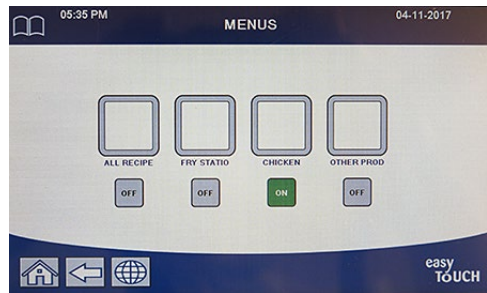 05:35 PM
MENUS
04-11-2017
ALL RECIPE
FRY STATIO
CHICKEN
OTHER PROD
OFF
OFF
ON
OFF
easy
TOUCH